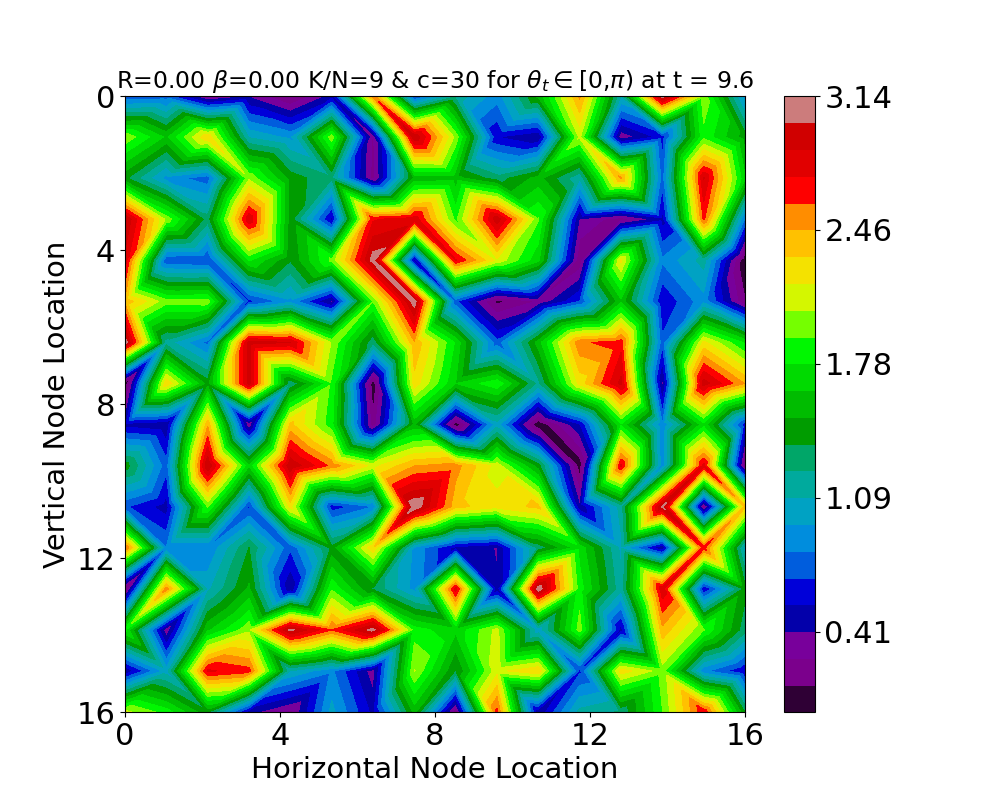 R=0.00 β=0.00 K/N=9 & c=30 for θₜ ∈ [0,π) at t = 9.6
0
4
8
12
16
Vertical Node Location
0 4 8 12 16
Horizontal Node Location
3.14
2.46
1.78
1.09
0.41